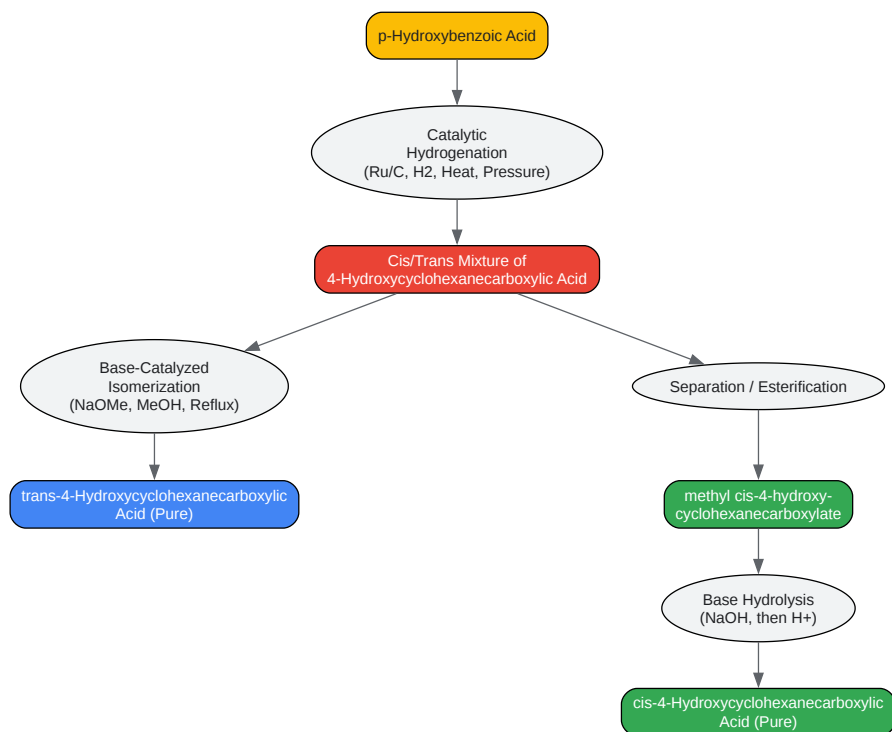 p-Hydroxybenzoic Acid
Catalytic
Hydrogenation
(Ru/C, H2, Heat, Pressure)
Cis/Trans Mixture of
4-Hydroxycyclohexanecarboxylic Acid
Base-Catalyzed
Isomerization
(NaOMe, MeOH, Reflux)
Separation / Esterification
trans-4-Hydroxycyclohexanecarboxylic
Acid (Pure)
methyl cis-4-hydroxy-
cyclohexanecarboxylate
Base Hydrolysis
(NaOH, then H+)
cis-4-Hydroxycyclohexanecarboxylic
Acid (Pure)